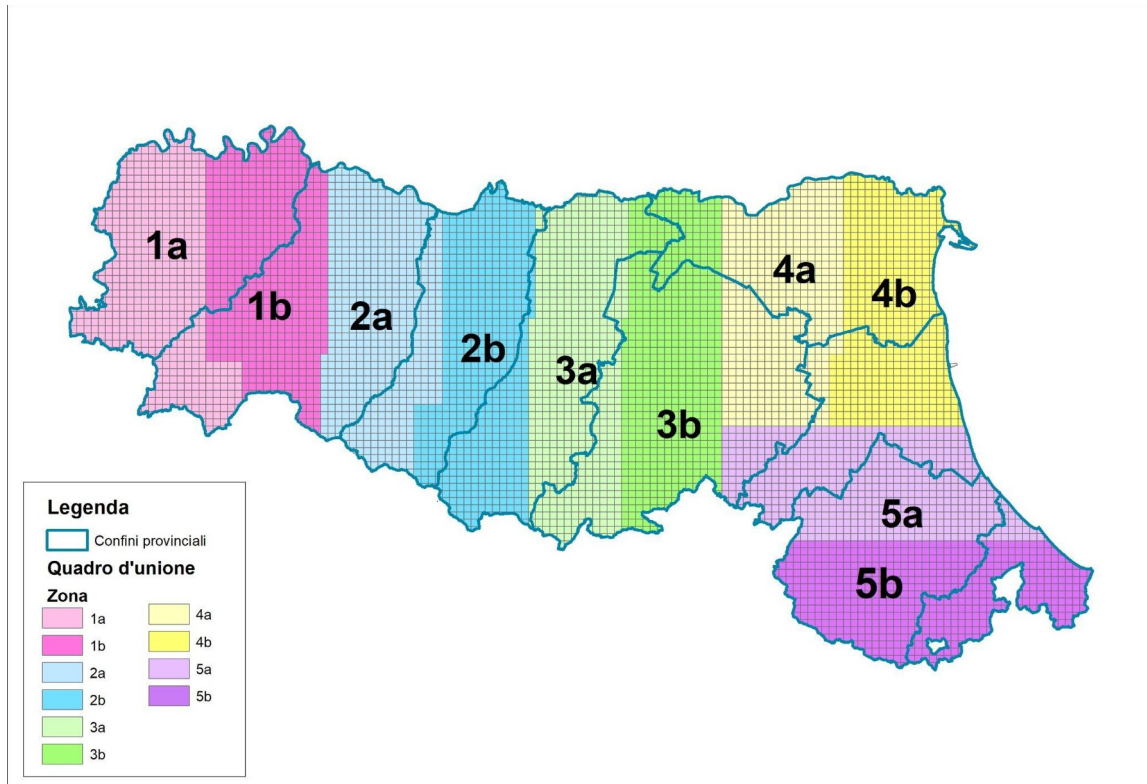 1a
1b
2a
2b
3a
3b
4a
4b
5a
5b
Legenda
Confini provinciali
Quadro d'unione
Zona
1a
1b
2a
2b
3a
3b
4a
4b
5a
5b